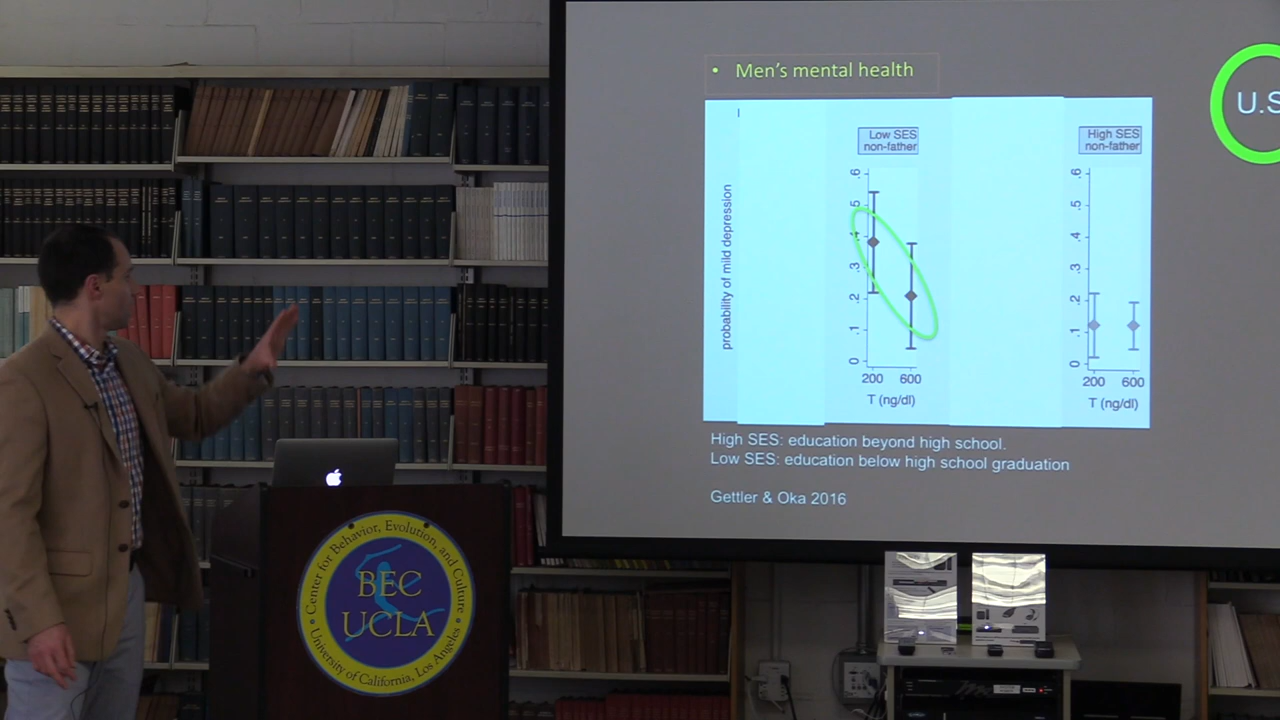 • Men's mental health
U.S
Low SES
non-father
High SES
non-father
probability of mild depression
.6
.5
.4
.3
.2
.1
0
200 600
T (ng/dl)
.6
.5
.4
.3
.2
.1
0
200 600
T (ng/dl)
High SES: education beyond high school.
Low SES: education below high school graduation
Gettler & Oka 2016
Center for Behavior, Evolution, and Culture
BEC
UCLA
University of California, Los Angeles